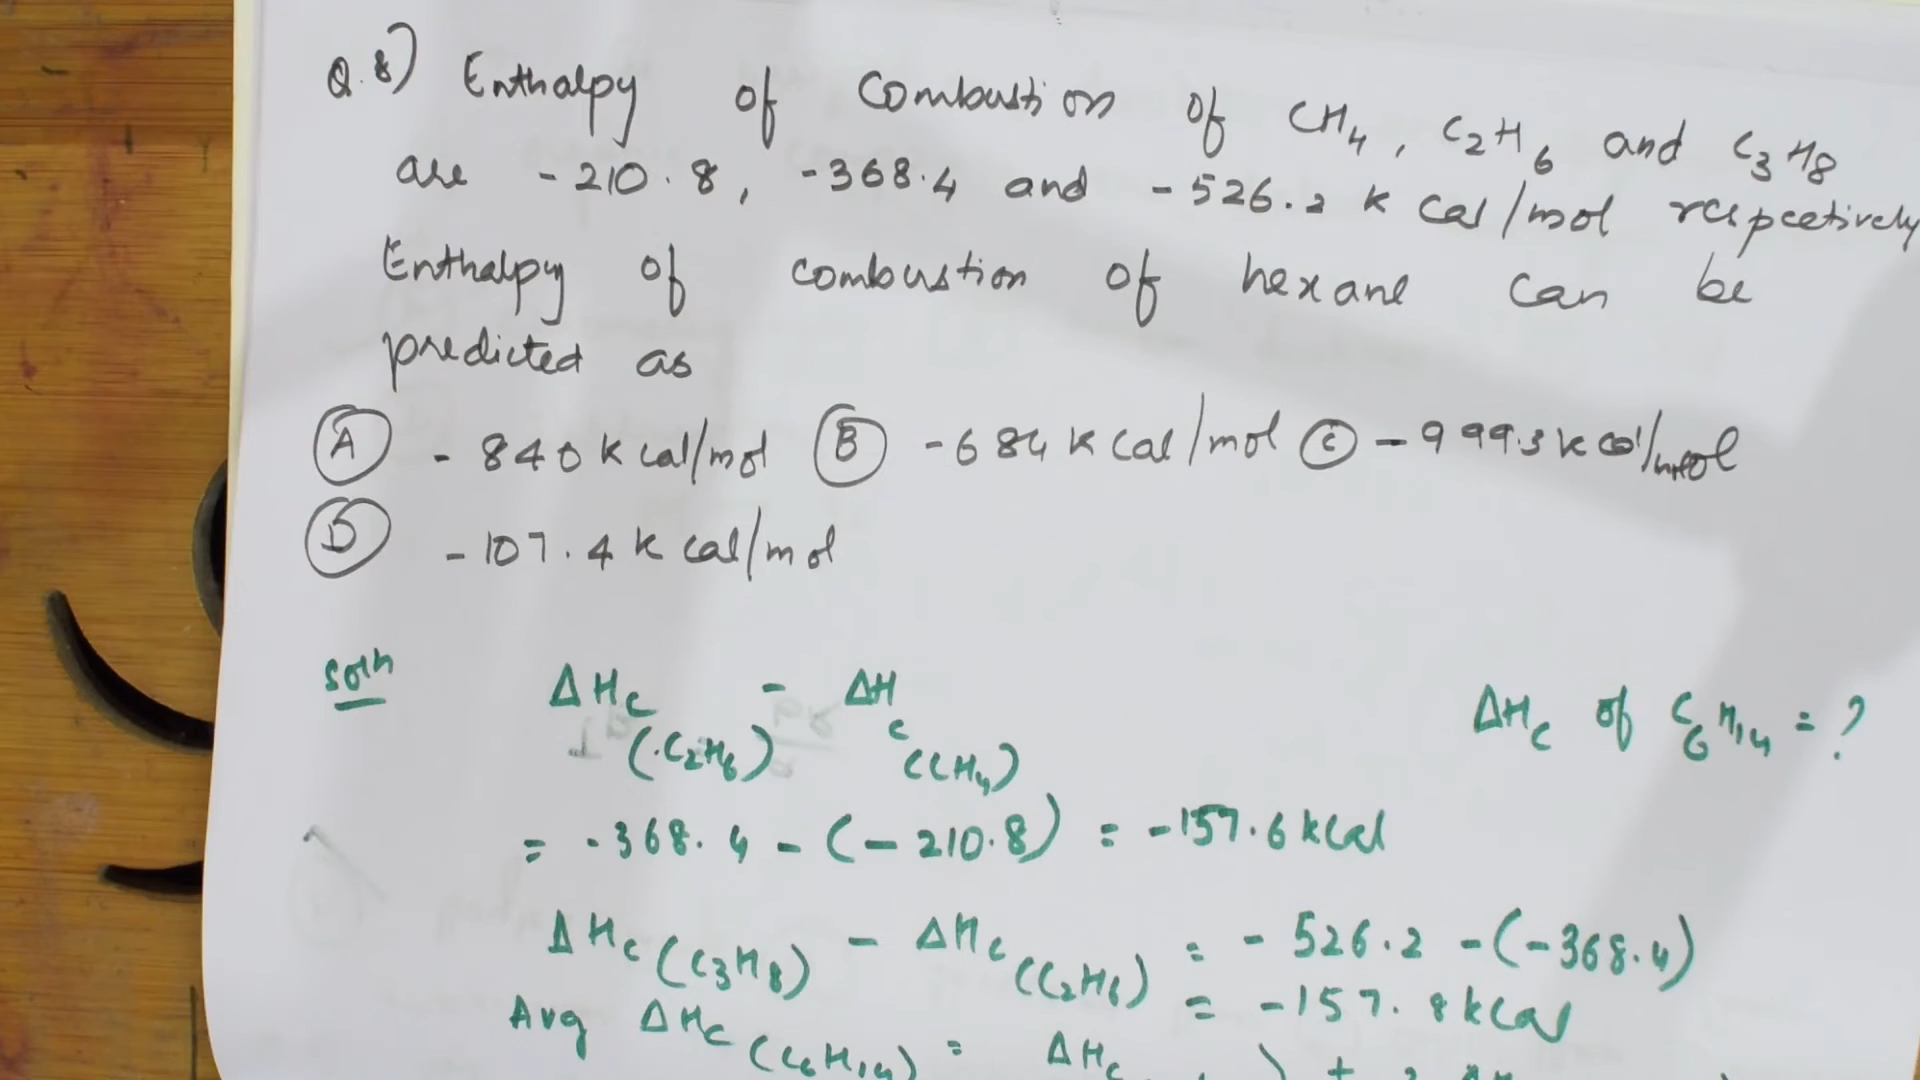 Q.8) Enthalpy of combustion of CH4, C2H6 and C3H8
are -210.8, -368.4 and -526.2 k cal/mol respectively
Enthalpy of combustion of hexane can be
predicted as
(A) - 840 k cal/mol (B) -684 k cal/mol (C) -999.3 k cal/mol
(D) -107.4 k cal/mol
Soln ΔHc (C2H6) - ΔHc (CH4) ΔHc of C6H14 = ?
= -368.4 - (-210.8) = -157.6 kcal
ΔHc (C3H8) - ΔHc (C2H6) = -526.2 - (-368.4)
= -157.8 kcal
Avg ΔHc (C6H14) = ΔHc